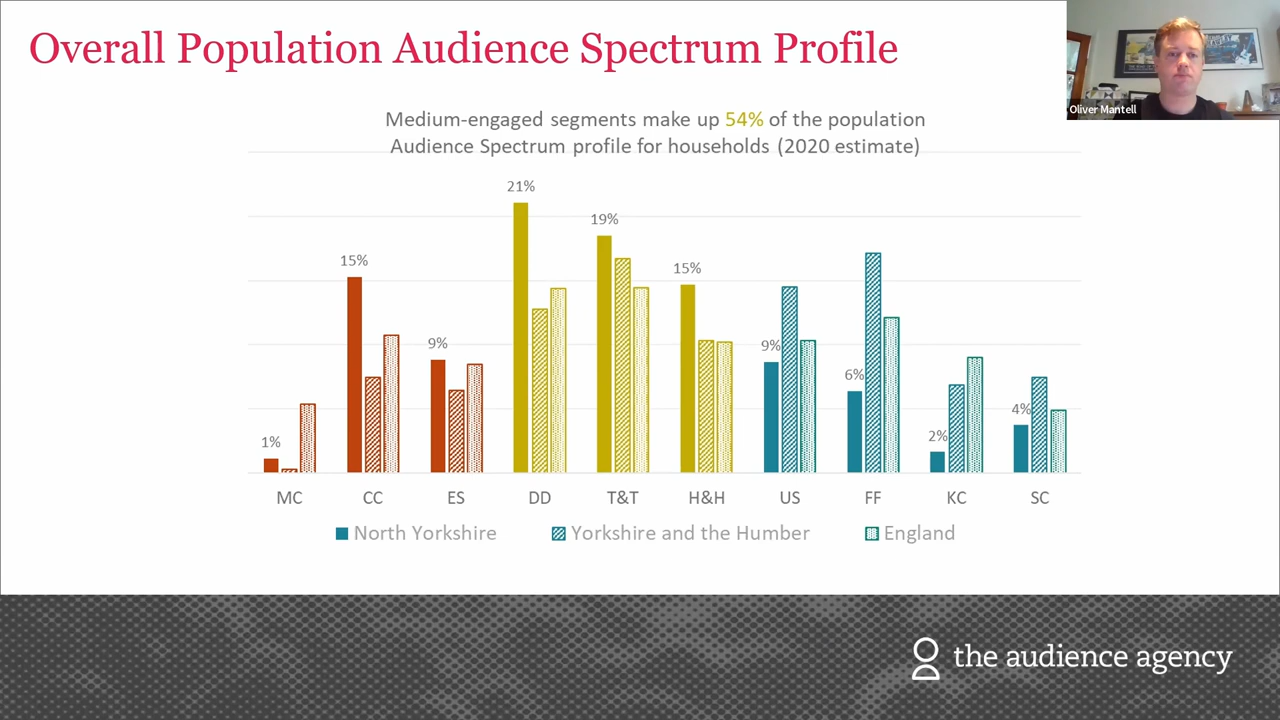 Overall Population Audience Spectrum Profile
Oliver Mantell
Medium-engaged segments make up 54% of the population
Audience Spectrum profile for households (2020 estimate)
21%
19%
15%
15%
9%
9%
6%
4%
2%
1%
MC CC ES DD T&T H&H US FF KC SC
North Yorkshire Yorkshire and the Humber England
the audience agency